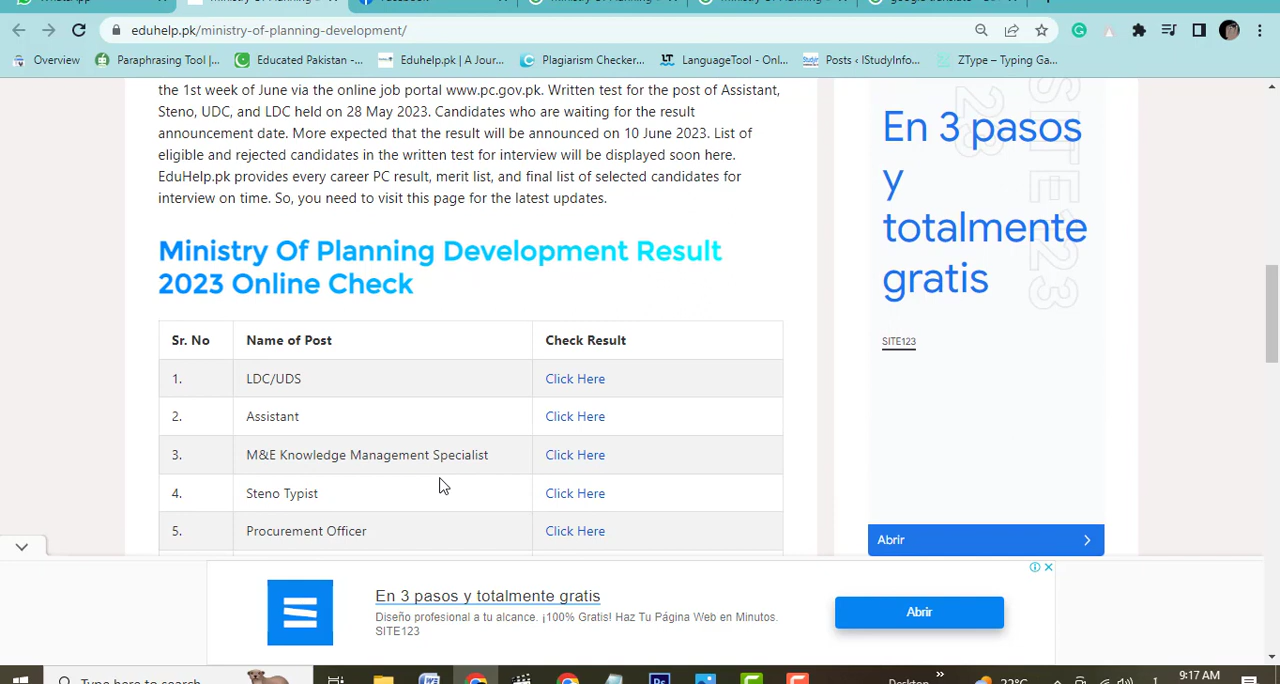 eduhelp.pk/ministry-of-planning-development/
Overview
Paraphrasing Tool |...
Educated Pakistan -...
Eduhelp.pk | A Jour...
Plagiarism Checker...
LanguageTool - Onl...
Posts ‹ IStudyInfo...
ZType – Typing Ga...
the 1st week of June via the online job portal www.pc.gov.pk. Written test for the post of Assistant,
Steno, UDC, and LDC held on 28 May 2023. Candidates who are waiting for the result
announcement date. More expected that the result will be announced on 10 June 2023. List of
eligible and rejected candidates in the written test for interview will be displayed soon here.
EduHelp.pk provides every career PC result, merit list, and final list of selected candidates for
interview on time. So, you need to visit this page for the latest updates.
Ministry Of Planning Development Result
2023 Online Check
Sr. No Name of Post Check Result
1. LDC/UDS Click Here
2. Assistant Click Here
3. M&E Knowledge Management Specialist Click Here
4. Steno Typist Click Here
5. Procurement Officer Click Here
SITE123
En 3 pasos
y
totalmente
gratis
SITE123
Abrir
En 3 pasos y totalmente gratis
Diseño profesional a tu alcance. ¡100% Gratis! Haz Tu Página Web en Minutos.
SITE123
Abrir
Type here to search
Desktop
22°C
9:17 AM